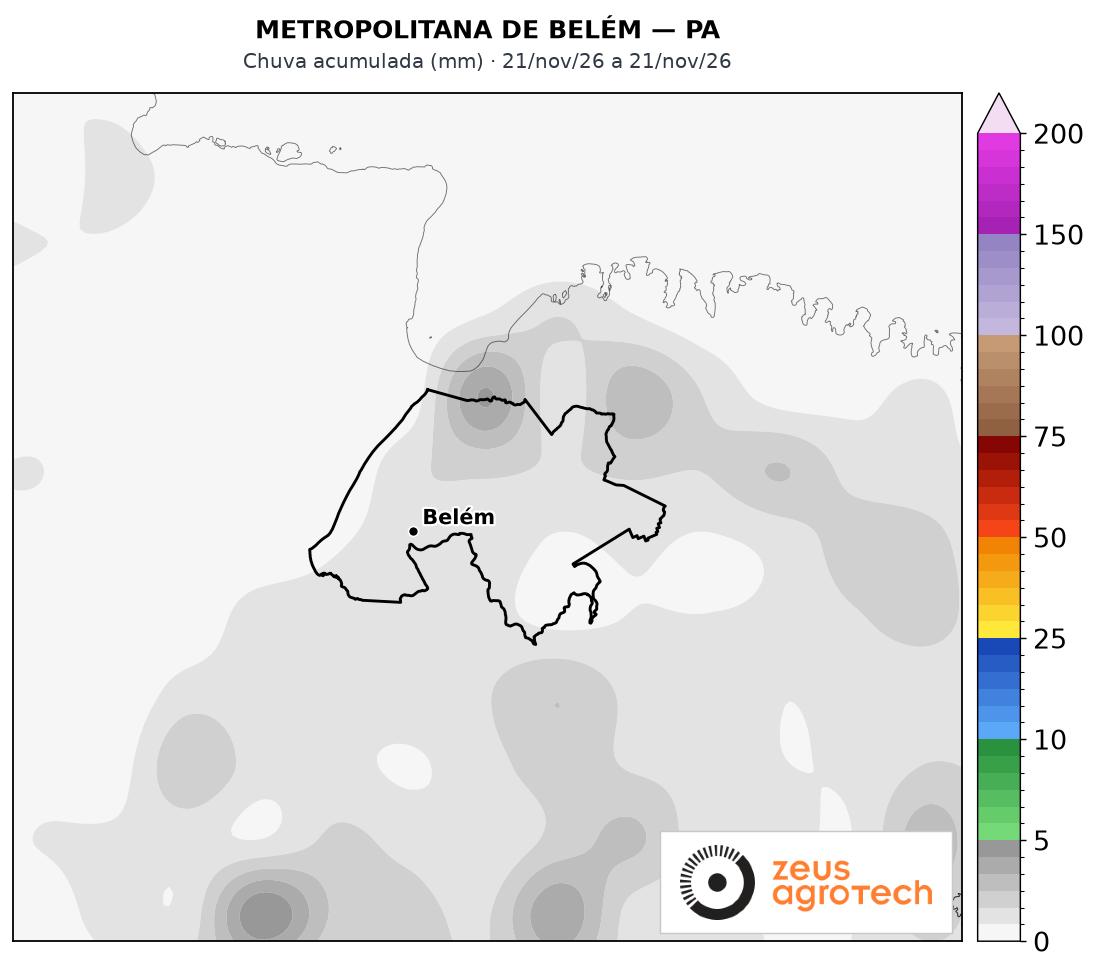 METROPOLITANA DE BELÉM — PA
Chuva acumulada (mm) · 21/nov/26 a 21/nov/26
200
150
100
75
50
25
10
5
0
Belém
zeus
agroTech